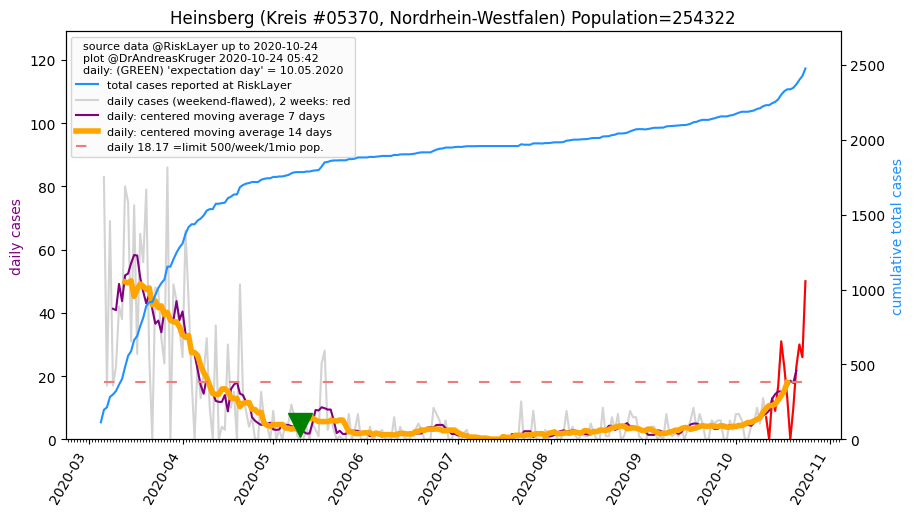 Heinsberg (Kreis #05370, Nordrhein-Westfalen) Population=254322
source data @RiskLayer up to 2020-10-24
plot @DrAndreasKruger 2020-10-24 05:42
daily: (GREEN) 'expectation day' = 10.05.2020
total cases reported at RiskLayer
daily cases (weekend-flawed), 2 weeks: red
daily: centered moving average 7 days
daily: centered moving average 14 days
daily 18.17 =limit 500/week/1mio pop.
daily cases
120
100
80
60
40
20
0
cumulative total cases
2500
2000
1500
1000
500
0
2020-03
2020-04
2020-05
2020-06
2020-07
2020-08
2020-09
2020-10
2020-11